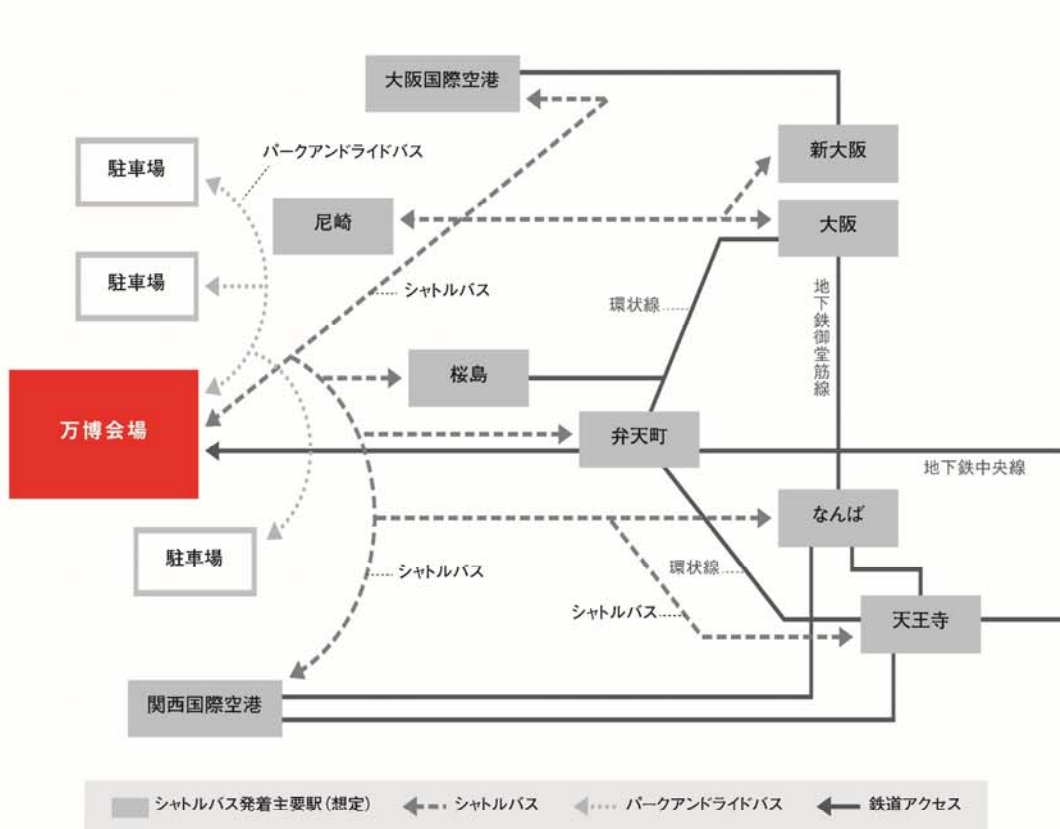 大阪国際空港
パークアンドライドバス
駐車場
新大阪
尼崎
大阪
駐車場
シャトルバス
環状線
地下鉄御堂筋線
桜島
万博会場
弁天町
地下鉄中央線
なんば
駐車場
シャトルバス
環状線
シャトルバス
天王寺
関西国際空港
シャトルバス発着主要駅(想定)
シャトルバス
パークアンドライドバス
鉄道アクセス